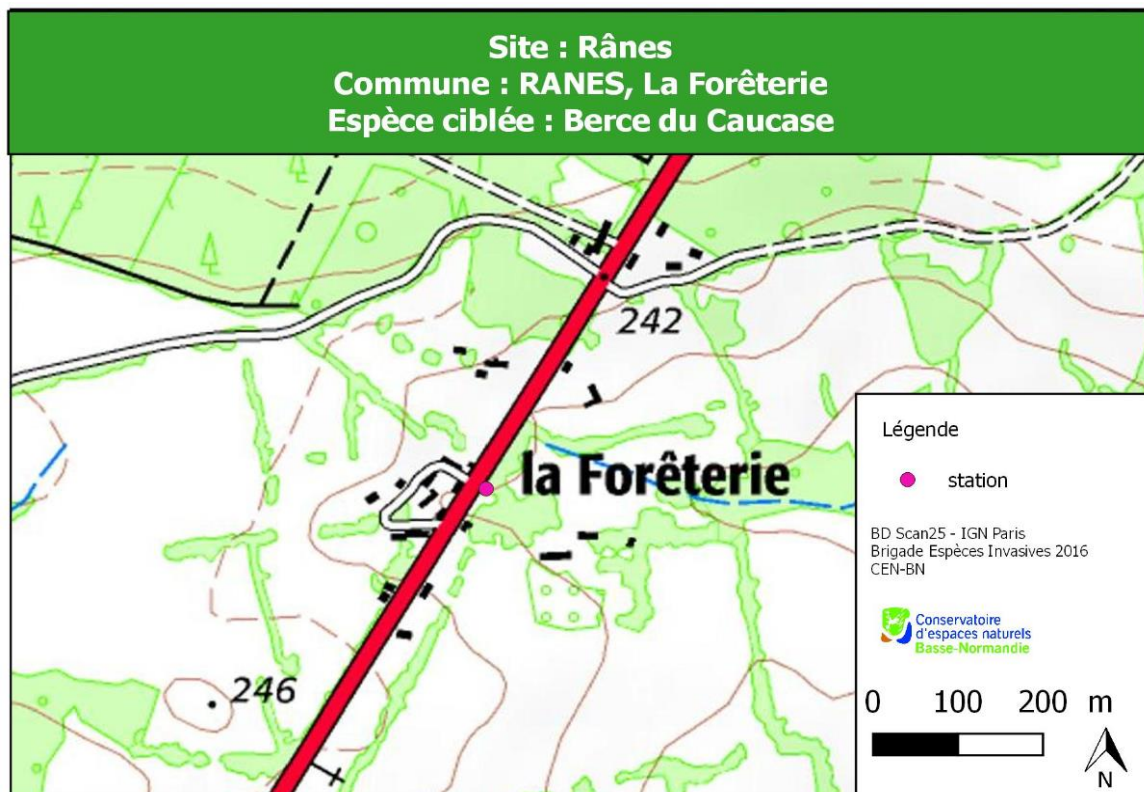 Site : Rânes
Commune : RANES, La Forêterie
Espèce ciblée : Berce du Caucase
242
la Forêterie
246
Légende
station
BD Scan25 - IGN Paris
Brigade Espèces Invasives 2016
CEN-BN
Conservatoire
d'espaces naturels
Basse-Normandie
0 100 200 m
N